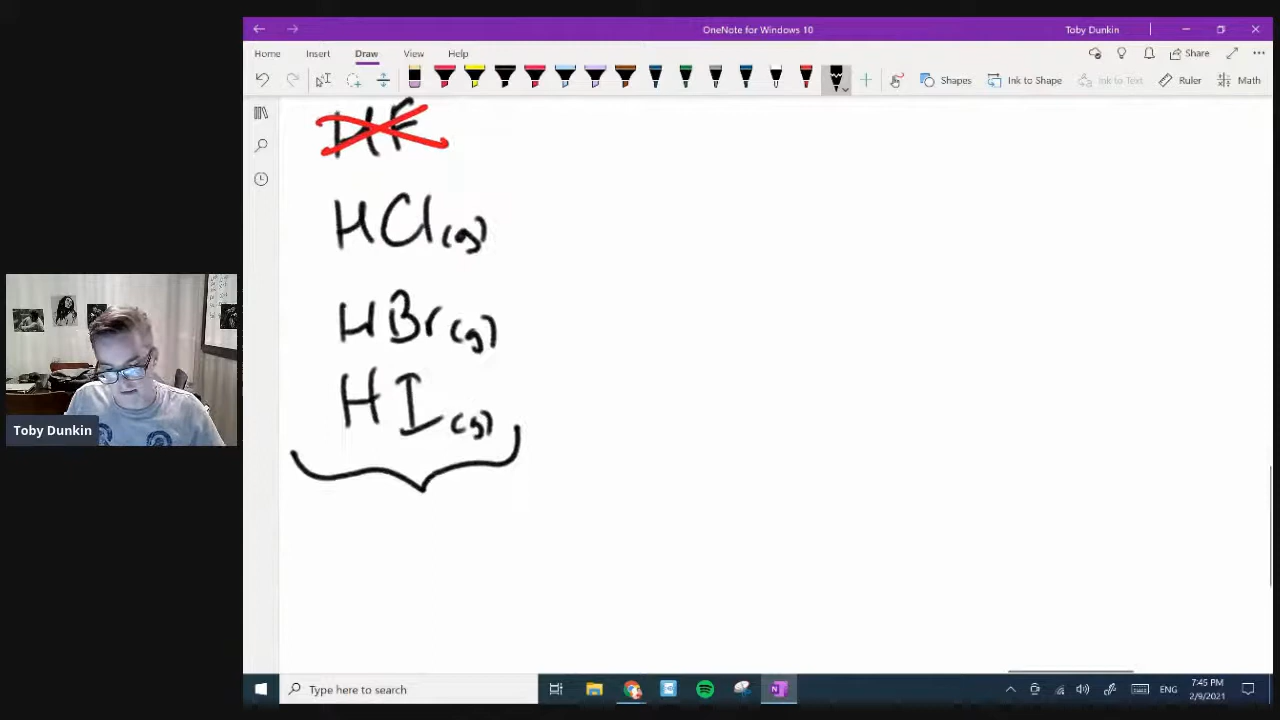 OneNote for Windows 10
Toby Dunkin
Home Insert Draw View Help
Share
Shapes
Ink to Shape
Ink to Text
Ruler
Math
HF
HCl(g)
HBr(g)
HI(g)
Toby Dunkin
Type here to search
ENG
7:45 PM
2/9/2021